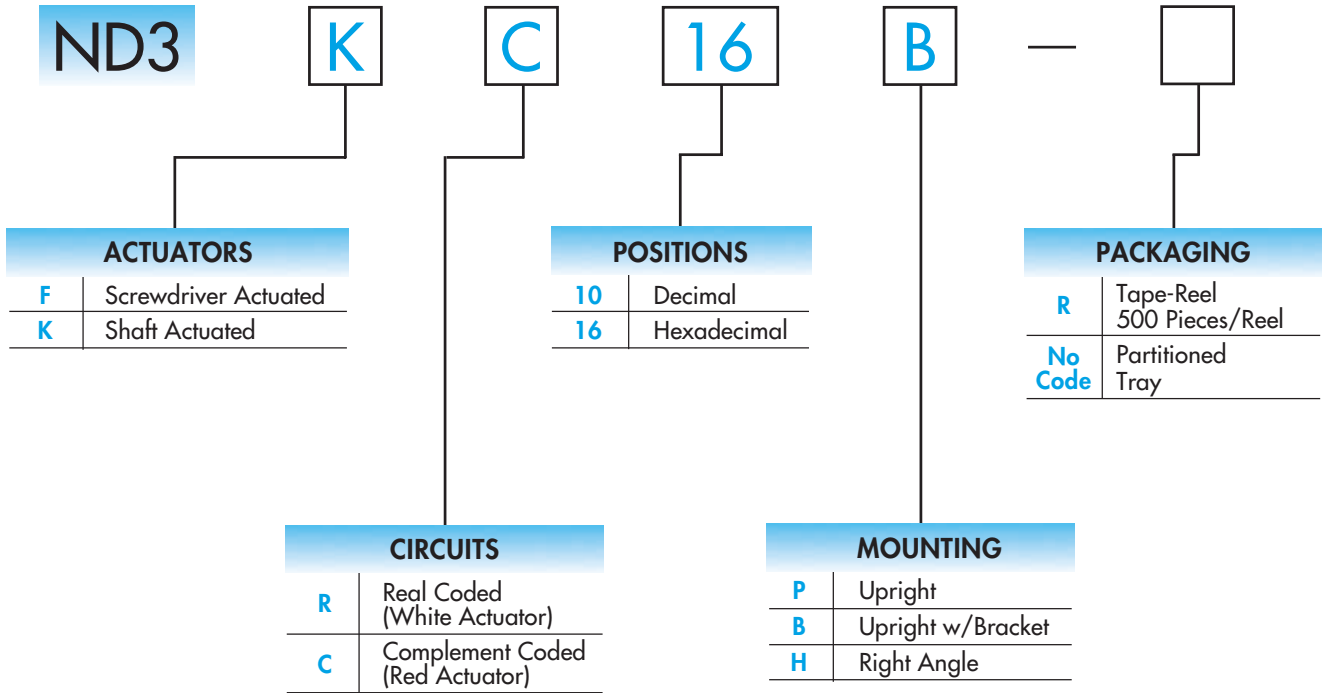 ND3 K C 16 B —
ACTUATORS
F Screwdriver Actuated
K Shaft Actuated
POSITIONS
10 Decimal
16 Hexadecimal
PACKAGING
R Tape-Reel
500 Pieces/Reel
No Partitioned
Code Tray
CIRCUITS
R Real Coded
(White Actuator)
C Complement Coded
(Red Actuator)
MOUNTING
P Upright
B Upright w/Bracket
H Right Angle